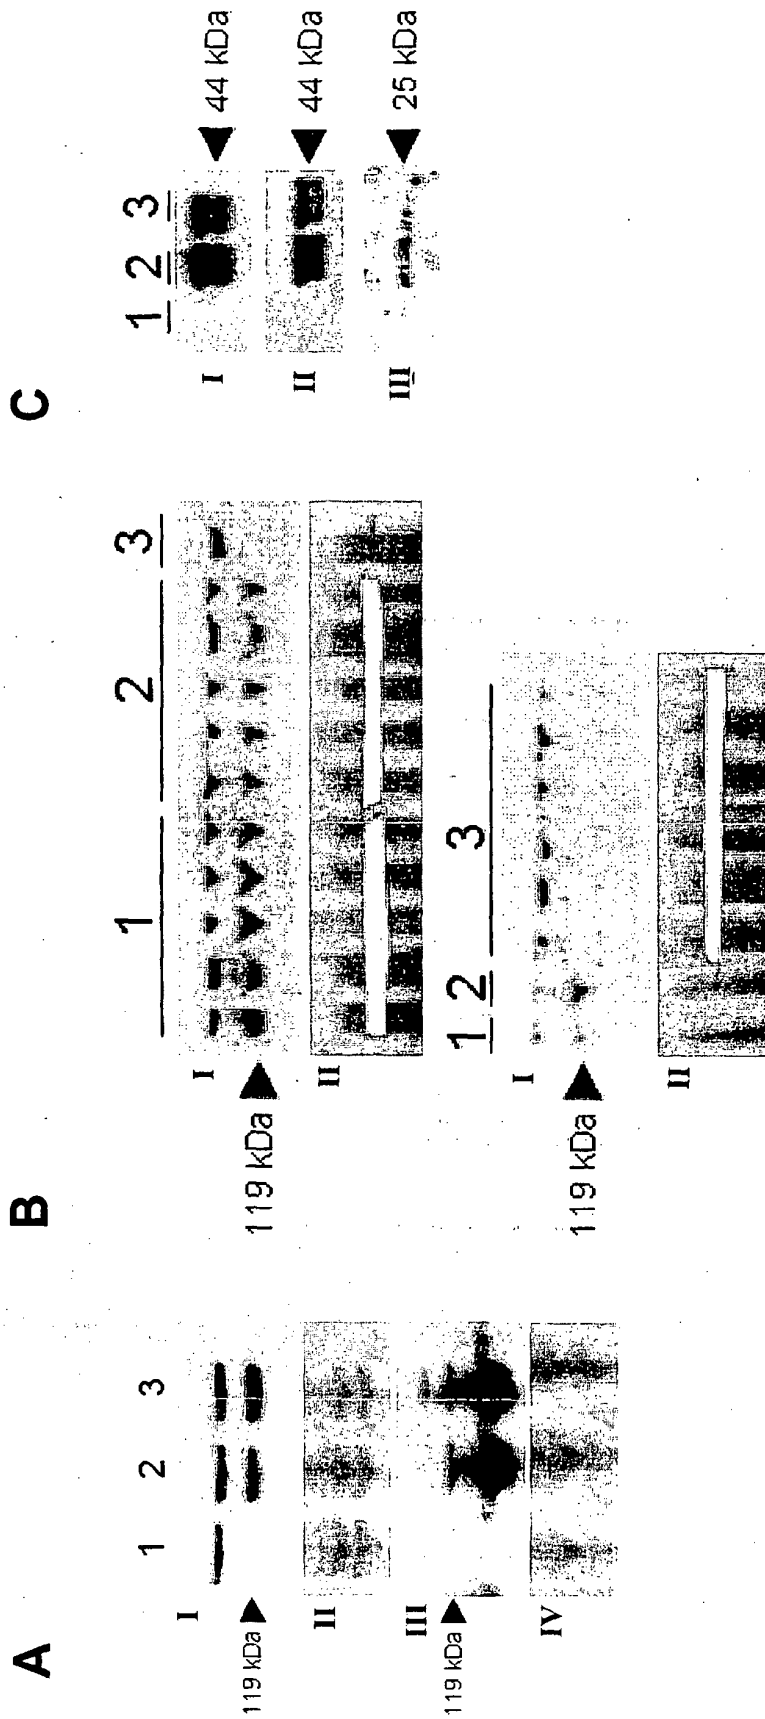 A
1 2 3
I
119 kDa
II
III
119 kDa
IV
B
1 2 3
I
119 kDa
II
1 2 3
I
119 kDa
II
C
1 2 3
I
44 kDa
II
44 kDa
III
25 kDa